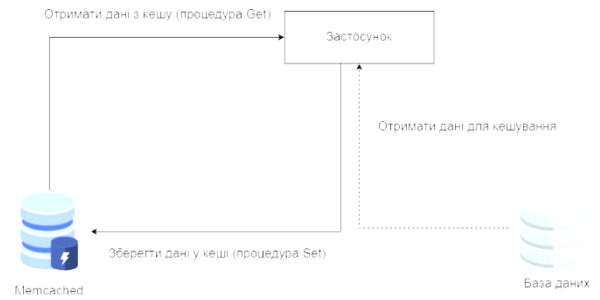 Отримати дані з кешу (процедура Get)
Застосунок
Отримати дані для кешування
Зберегти дані у кеші (процедура Set)
База даних
Memcached